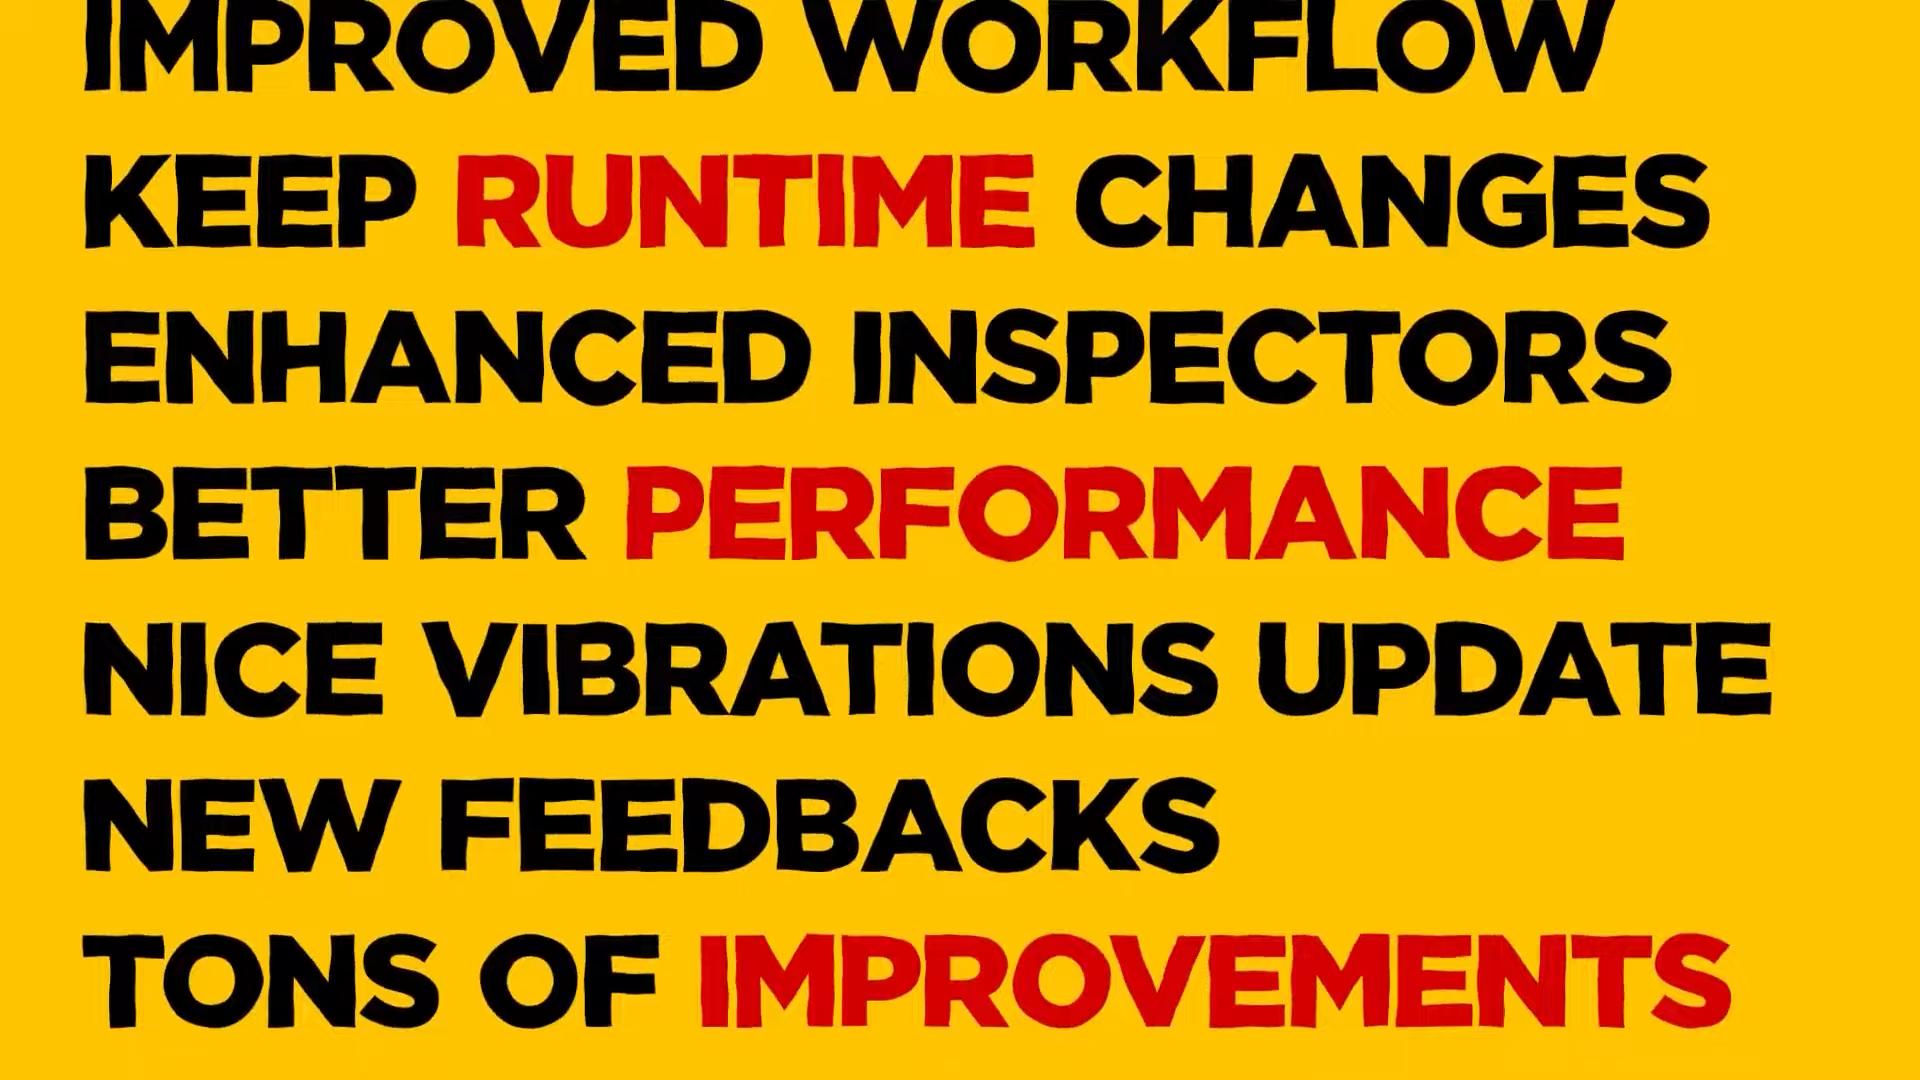 IMPROVED WORKFLOW
KEEP RUNTIME CHANGES
ENHANCED INSPECTORS
BETTER PERFORMANCE
NICE VIBRATIONS UPDATE
NEW FEEDBACKS
TONS OF IMPROVEMENTS